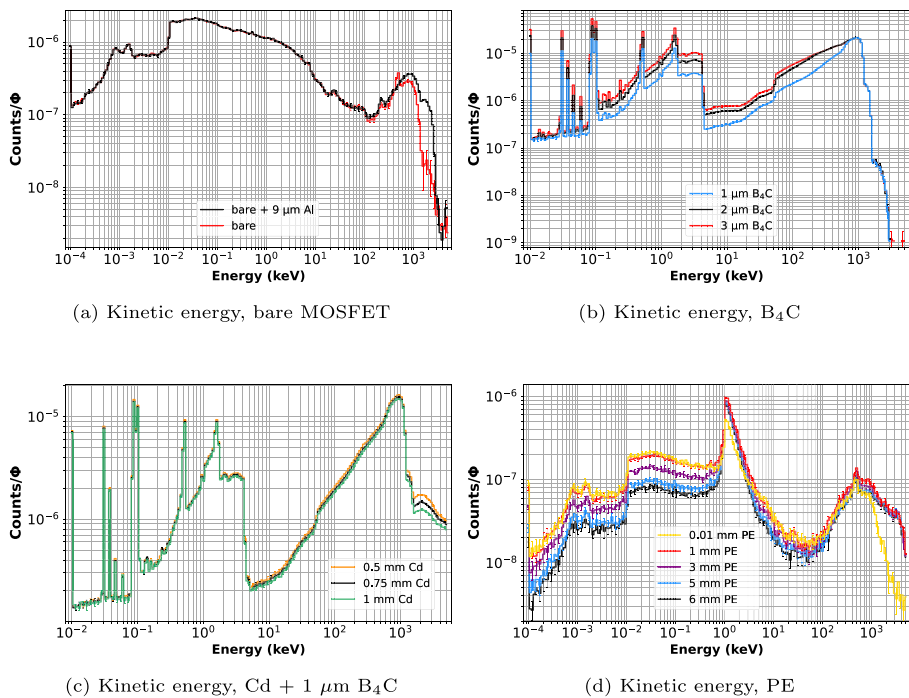 10⁻⁶
10⁻⁷
10⁻⁸
Counts/Φ
bare + 9 μm Al
bare
10⁻⁴ 10⁻³ 10⁻² 10⁻¹ 10⁰ 10¹ 10² 10³
Energy (keV)
(a) Kinetic energy, bare MOSFET
10⁻⁵
10⁻⁶
10⁻⁷
10⁻⁸
10⁻⁹
Counts/Φ
1 μm B₄C
2 μm B₄C
3 μm B₄C
10⁻² 10⁻¹ 10⁰ 10¹ 10² 10³
Energy (keV)
(b) Kinetic energy, B₄C
10⁻⁵
10⁻⁶
Counts/Φ
0.5 mm Cd
0.75 mm Cd
1 mm Cd
10⁻² 10⁻¹ 10⁰ 10¹ 10² 10³
Energy (keV)
(c) Kinetic energy, Cd + 1 μm B₄C
10⁻⁶
10⁻⁷
10⁻⁸
Counts/Φ
0.01 mm PE
1 mm PE
3 mm PE
5 mm PE
6 mm PE
10⁻⁴ 10⁻³ 10⁻² 10⁻¹ 10⁰ 10¹ 10² 10³
Energy (keV)
(d) Kinetic energy, PE